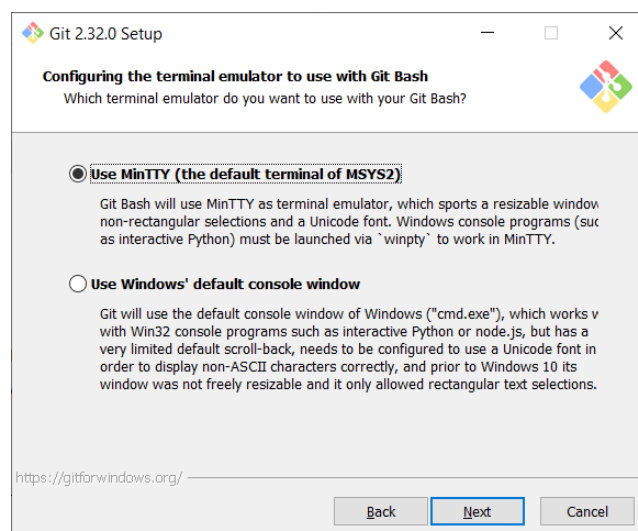 Git 2.32.0 Setup
Configuring the terminal emulator to use with Git Bash
Which terminal emulator do you want to use with your Git Bash?
Use MinTTY (the default terminal of MSYS2)
Git Bash will use MinTTY as terminal emulator, which sports a resizable window
non-rectangular selections and a Unicode font. Windows console programs (suc
as interactive Python) must be launched via `winpty` to work in MinTTY.
Use Windows' default console window
Git will use the default console window of Windows ("cmd.exe"), which works
with Win32 console programs such as interactive Python or node.js, but has a
very limited default scroll-back, needs to be configured to use a Unicode font in
order to display non-ASCII characters correctly, and prior to Windows 10 its
window was not freely resizable and it only allowed rectangular text selections.
https://gitforwindows.org/
Back Next Cancel